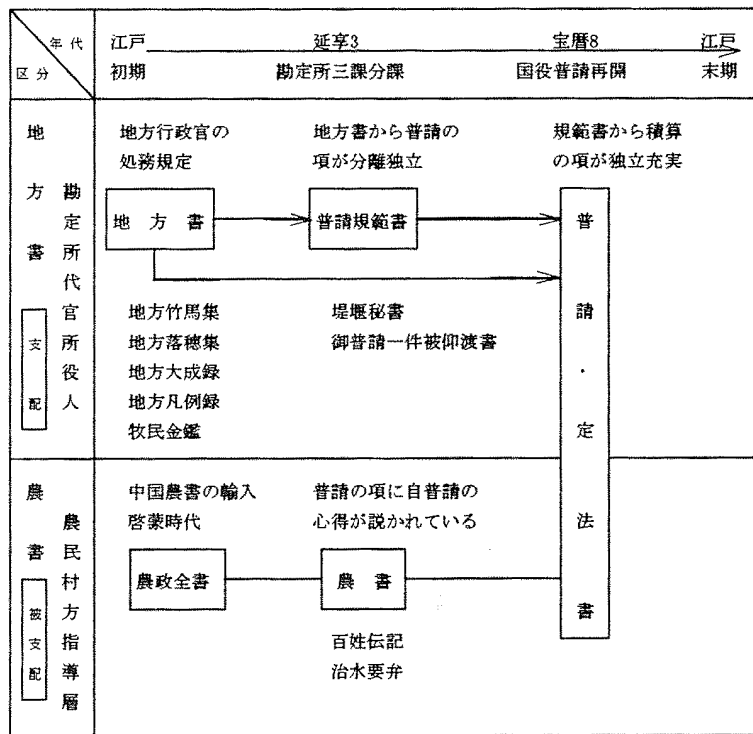 年代
区分
江戸 延享3 宝暦8 江戸
初期 勘定所三課分課 国役普請再開 末期
地方書
支配
勘定所代官所役人
地方行政官の
処務規定
地方書から普請の
項が分離独立
規範書から積算
の項が独立充実
地方書
普請規範書
普請・定法書
地方竹馬集
地方落穂集
地方大成録
地方凡例録
牧民金鑑
堤堰秘書
御普請一件被仰渡書
農書
被支配
農民村方指導層
中国農書の輸入
啓蒙時代
普請の項に自普請の
心得が説かれている
農政全書
農書
百姓伝記
治水要弁